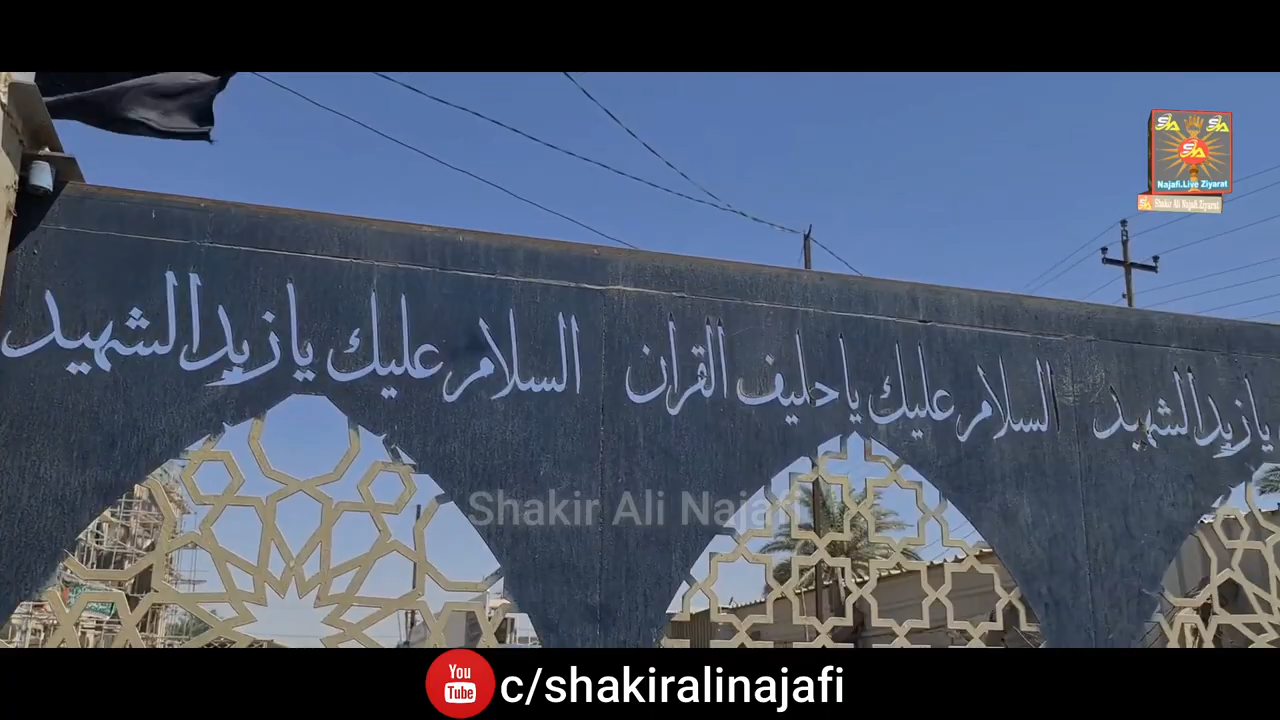 Najafi.Live Ziyarat
Shakir Ali Najafi Ziyarat
يا زيد الشهيد السلام عليك يا حليف القران السلام عليك يا زيد الشهيد
Shakir Ali Najafi
You
Tube
c/shakiralinajafi